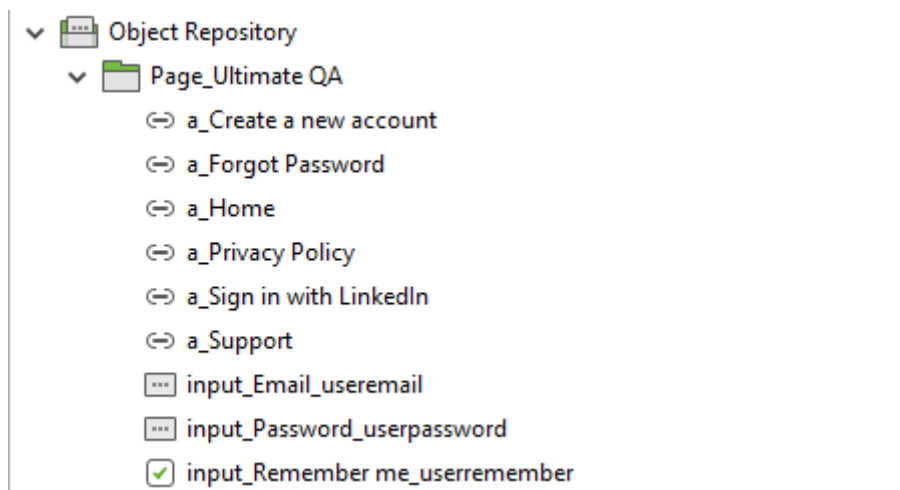 Object Repository
Page_Ultimate QA
a_Create a new account
a_Forgot Password
a_Home
a_Privacy Policy
a_Sign in with LinkedIn
a_Support
input_Email_useremail
input_Password_userpassword
input_Remember me_userremember